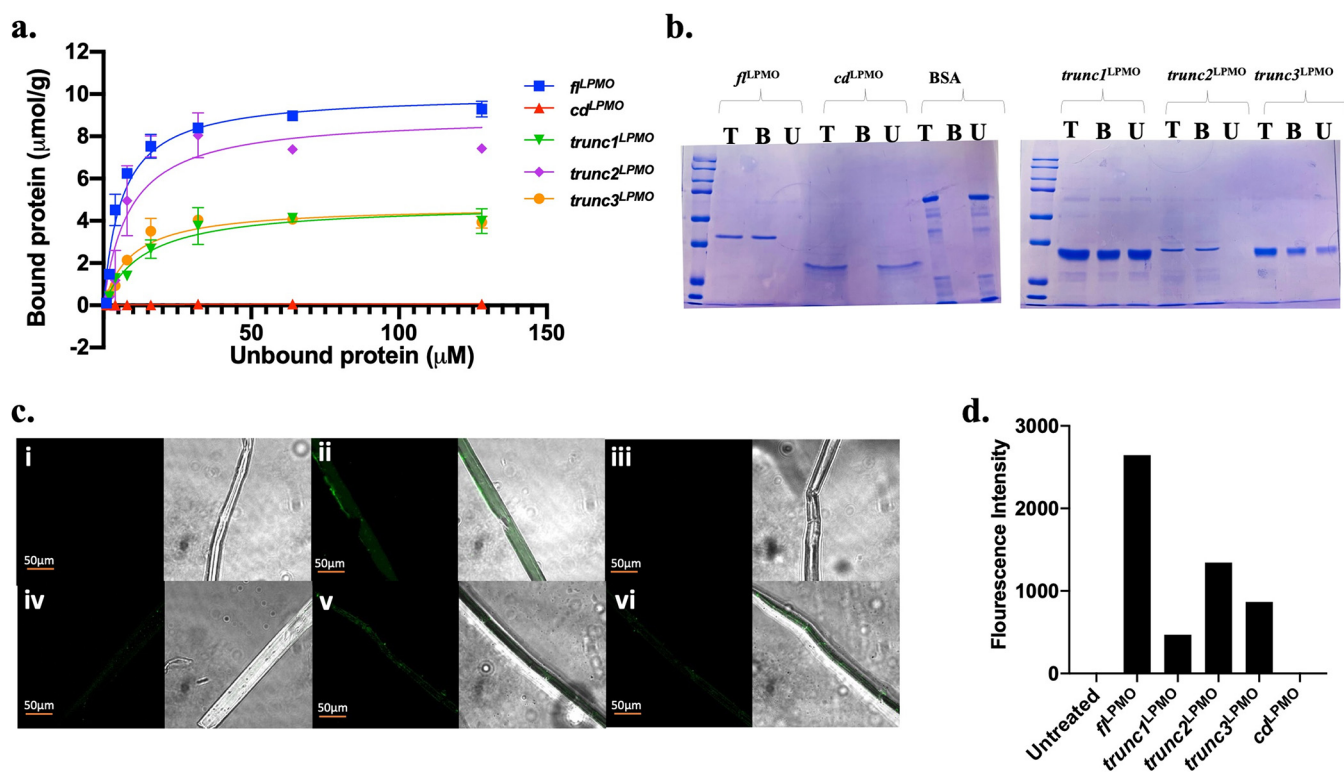 a.
12
10
8
6
4
2
0
-2
Bound protein (μmol/g)
50
100
150
Unbound protein (μM)
flLPMO
cdLPMO
trunc1LPMO
trunc2LPMO
trunc3LPMO
b.
flLPMO cdLPMO BSA
T B U T B U T B U
trunc1LPMO trunc2LPMO trunc3LPMO
T B U T B U T B U
c.
i ii iii
50μm 50μm 50μm
iv v vi
50μm 50μm 50μm
d.
3000
2000
1000
0
Flourescence Intensity
Untreated
flLPMO
trunc1LPMO
trunc2LPMO
trunc3LPMO
cdLPMO